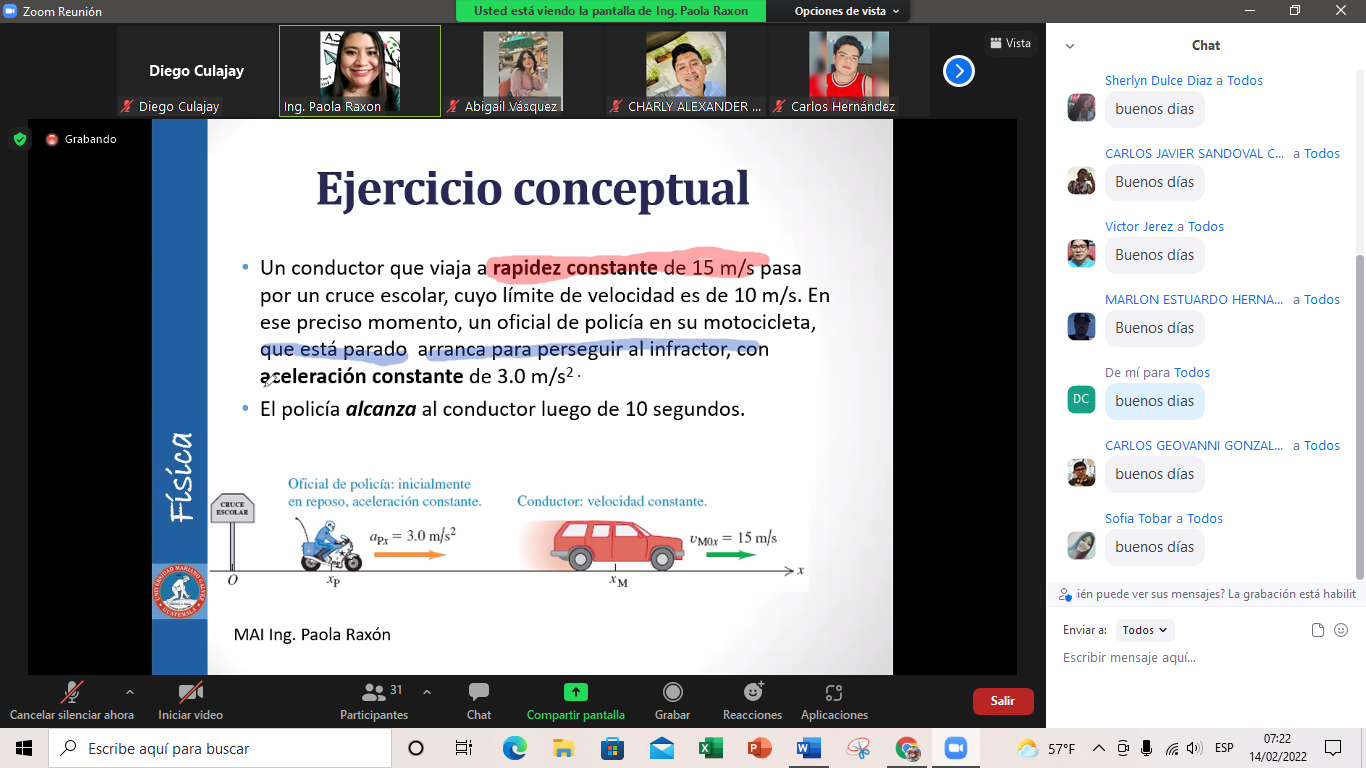 Zoom Reunión
Usted está viendo la pantalla de Ing. Paola Raxon
Opciones de vista
Diego Culajay
Diego Culajay
Ing. Paola Raxon
Abigail Vásquez
CHARLY ALEXANDER ...
Carlos Hernández
Vista
Grabando
Ejercicio conceptual
• Un conductor que viaja a rapidez constante de 15 m/s pasa
por un cruce escolar, cuyo límite de velocidad es de 10 m/s. En
ese preciso momento, un oficial de policía en su motocicleta,
que está parado arranca para perseguir al infractor, con
aceleración constante de 3.0 m/s² .
• El policía alcanza al conductor luego de 10 segundos.
Física
Oficial de policía: inicialmente
en reposo, aceleración constante.
Conductor: velocidad constante.
CRUCE
ESCOLAR
aPx = 3.0 m/s²
vM0x = 15 m/s
O
xP
xM
x
UNIVERSIDAD MARIANO GALVEZ
GUATEMALA
MAI Ing. Paola Raxón
Chat
Sherlyn Dulce Diaz a Todos
buenos dias
CARLOS JAVIER SANDOVAL C... a Todos
Buenos días
Victor Jerez a Todos
Buenos días
MARLON ESTUARDO HERNA... a Todos
Buenos días
De mí para Todos
DC
buenos dias
CARLOS GEOVANNI GONZAL... a Todos
buenos días
Sofia Tobar a Todos
buenos días
ién puede ver sus mensajes? La grabación está habilit
Enviar a: Todos
Escribir mensaje aquí...
Cancelar silenciar ahora
Iniciar video
Participantes
31
Chat
Compartir pantalla
Grabar
Reacciones
Aplicaciones
Salir
Escribe aquí para buscar
57°F
ESP
07:22
14/02/2022